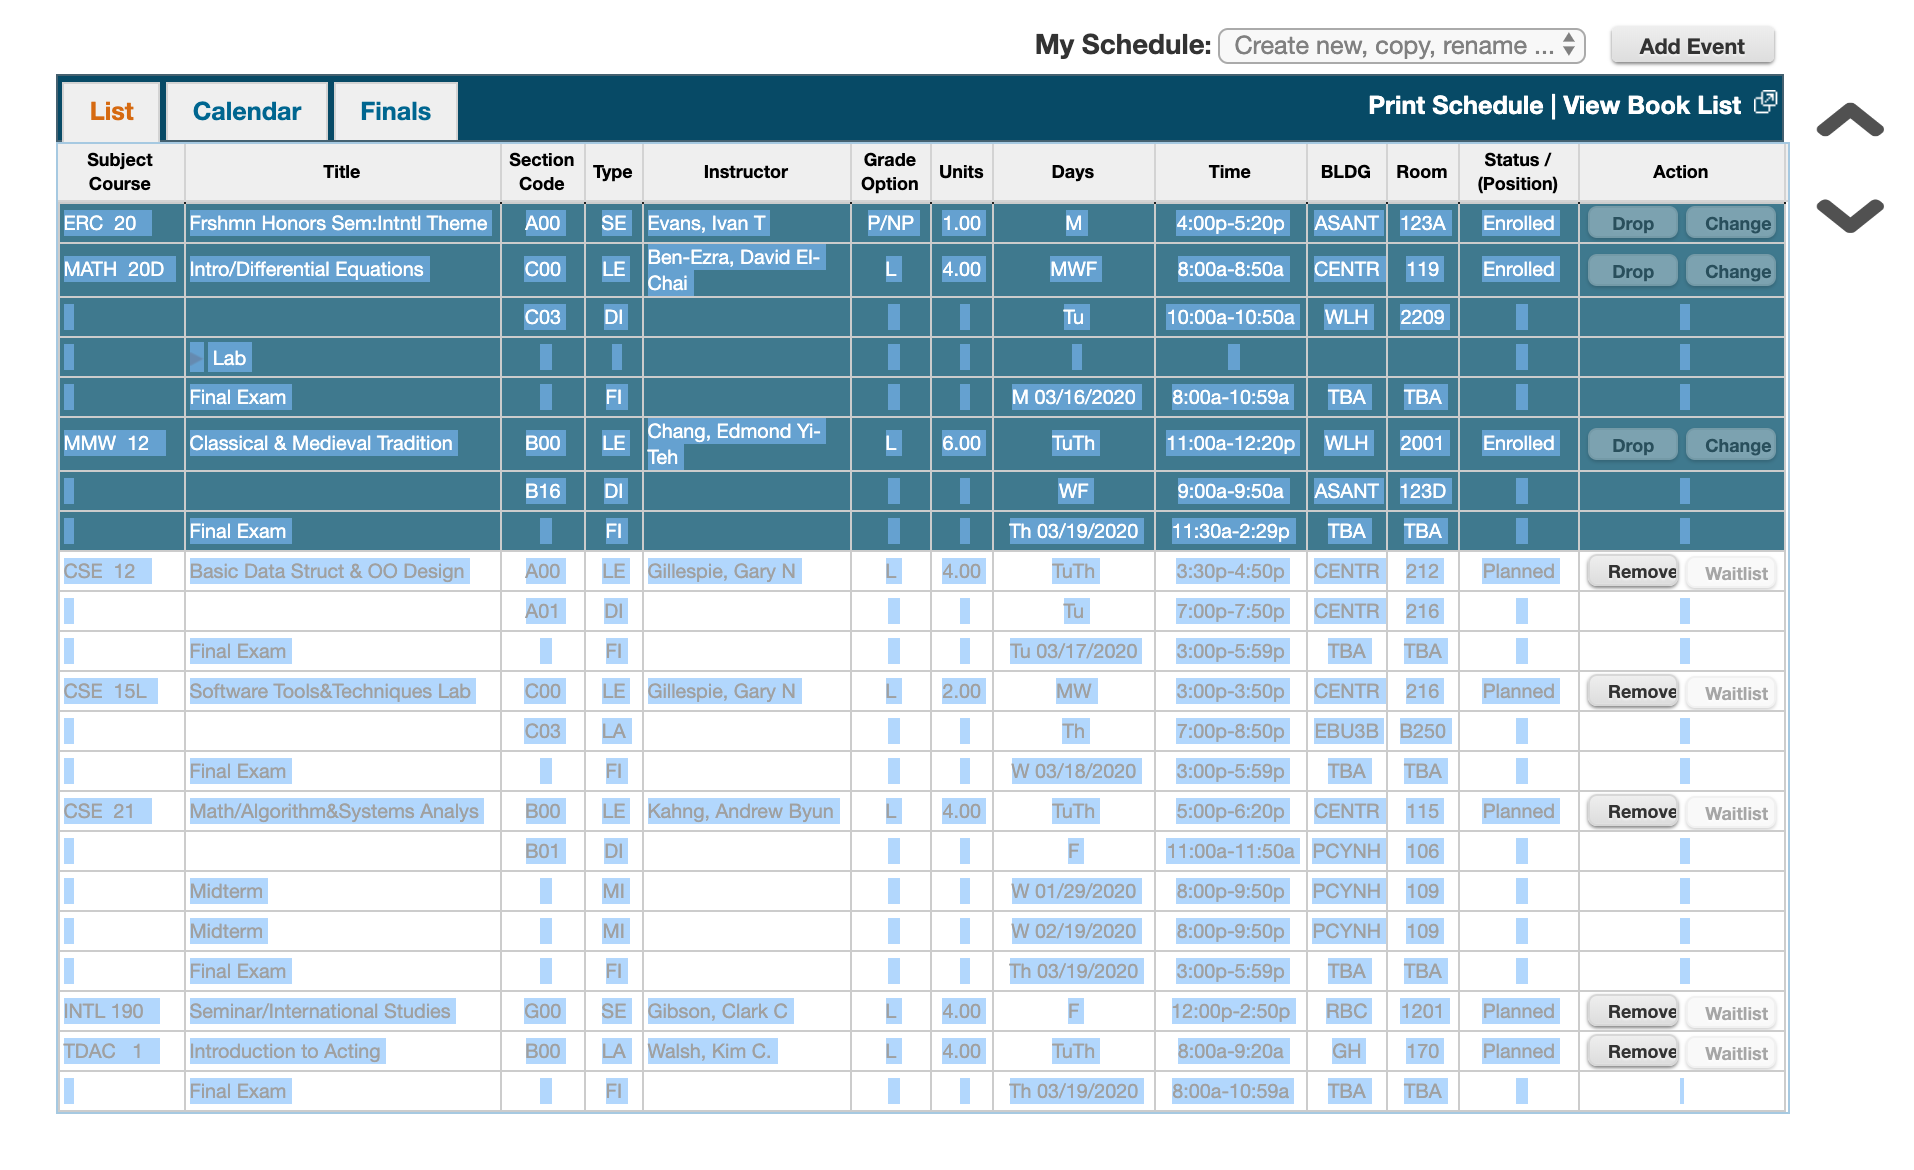 My Schedule: Create new, copy, rename ... Add Event
List Calendar Finals Print Schedule | View Book List
Subject Course Title Section Code Type Instructor Grade Option Units Days Time BLDG Room Status / (Position) Action
ERC 20 Frshmn Honors Sem:Intntl Theme A00 SE Evans, Ivan T P/NP 1.00 M 4:00p-5:20p ASANT 123A Enrolled Drop Change
MATH 20D Intro/Differential Equations C00 LE Ben-Ezra, David El-Chai L 4.00 MWF 8:00a-8:50a CENTR 119 Enrolled Drop Change
C03 DI Tu 10:00a-10:50a WLH 2209
Lab
Final Exam FI M 03/16/2020 8:00a-10:59a TBA TBA
MMW 12 Classical & Medieval Tradition B00 LE Chang, Edmond Yi-Teh L 6.00 TuTh 11:00a-12:20p WLH 2001 Enrolled Drop Change
B16 DI WF 9:00a-9:50a ASANT 123D
Final Exam FI Th 03/19/2020 11:30a-2:29p TBA TBA
CSE 12 Basic Data Struct & OO Design A00 LE Gillespie, Gary N L 4.00 TuTh 3:30p-4:50p CENTR 212 Planned Remove Waitlist
A01 DI Tu 7:00p-7:50p CENTR 216
Final Exam FI Tu 03/17/2020 3:00p-5:59p TBA TBA
CSE 15L Software Tools&Techniques Lab C00 LE Gillespie, Gary N L 2.00 MW 3:00p-3:50p CENTR 216 Planned Remove Waitlist
C03 LA Th 7:00p-8:50p EBU3B B250
Final Exam FI W 03/18/2020 3:00p-5:59p TBA TBA
CSE 21 Math/Algorithm&Systems Analys B00 LE Kahng, Andrew Byun L 4.00 TuTh 5:00p-6:20p CENTR 115 Planned Remove Waitlist
B01 DI F 11:00a-11:50a PCYNH 106
Midterm MI W 01/29/2020 8:00p-9:50p PCYNH 109
Midterm MI W 02/19/2020 8:00p-9:50p PCYNH 109
Final Exam FI Th 03/19/2020 3:00p-5:59p TBA TBA
INTL 190 Seminar/International Studies G00 SE Gibson, Clark C L 4.00 F 12:00p-2:50p RBC 1201 Planned Remove Waitlist
TDAC 1 Introduction to Acting B00 LA Walsh, Kim C. L 4.00 TuTh 8:00a-9:20a GH 170 Planned Remove Waitlist
Final Exam FI Th 03/19/2020 8:00a-10:59a TBA TBA